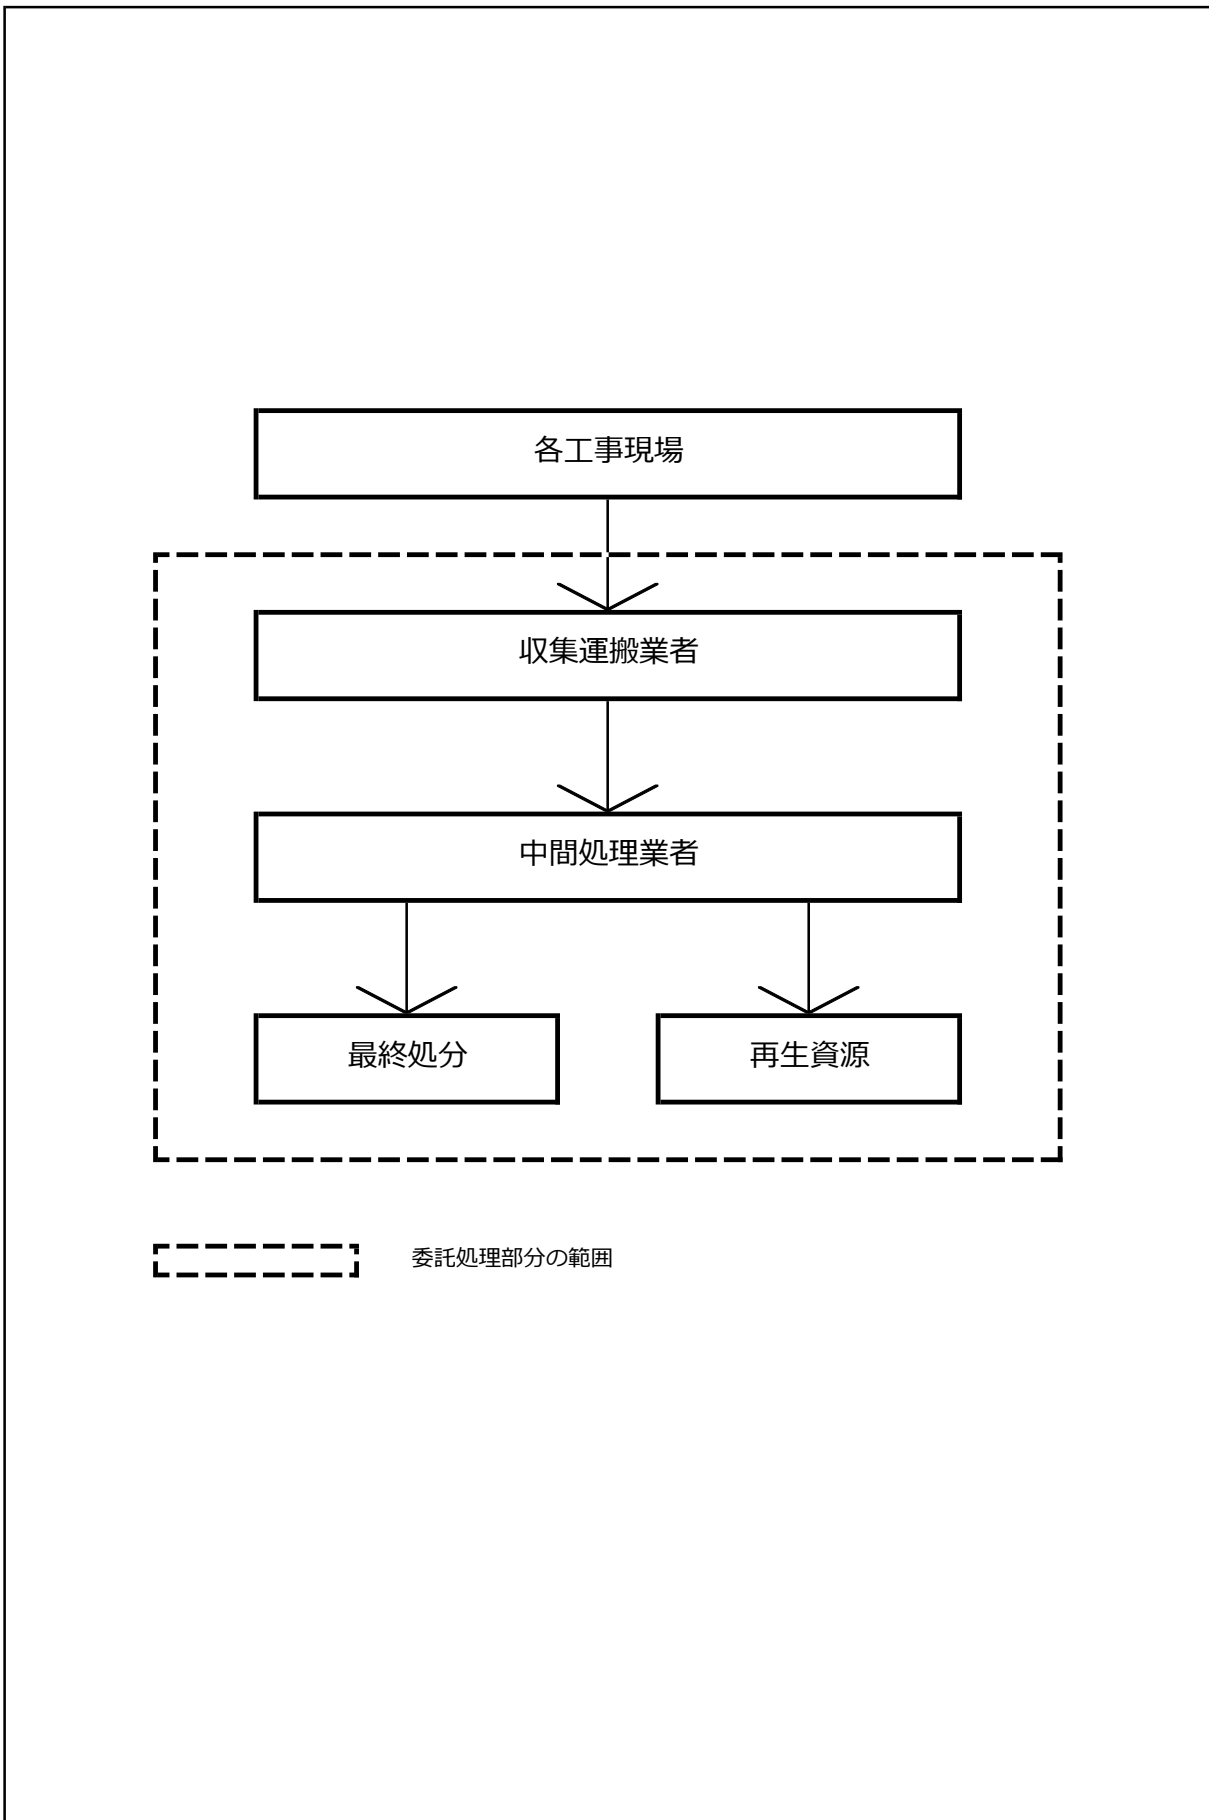 各工事現場
収集運搬業者
中間処理業者
最終処分
再生資源
委託処理部分の範囲